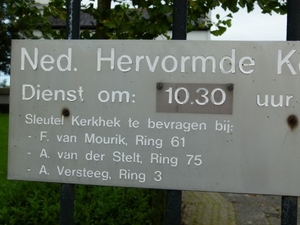 Ned. Hervormde K
Dienst om: 10.30 uur
Sleutel Kerkhek te bevragen bij:
- F. van Mourik, Ring 61
- A. van der Stelt, Ring 75
- A. Versteeg, Ring 3